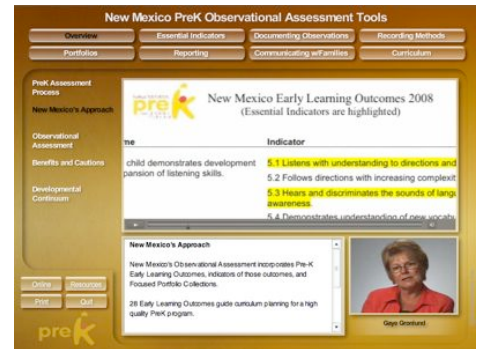 New Mexico PreK Observational Assessment Tools
Overview
Essential Indicators
Documenting Observations
Recording Methods
Portfolios
Reporting
Communicating w/Families
Curriculum
PreK Assessment
Process
New Mexico's Approach
Observational
Assessment
Benefits and Cautions
Developmental
Continuum
prek
New Mexico Early Learning Outcomes 2008
(Essential Indicators are highlighted)
me
Indicator
child demonstrates development
pansion of listening skills.
5.1 Listens with understanding to directions and
5.2 Follows directions with increasing complexit
5.3 Hears and discriminates the sounds of langu
awareness.
5.4 Demonstrates understanding of new vocabu
New Mexico's Approach
New Mexico's Observational Assessment incorporates Pre-K
Early Learning Outcomes, indicators of those outcomes, and
Focused Portfolio Collections.
28 Early Learning Outcomes guide curriculum planning for a high
quality PreK program.
Gaye Gronlund
Online
Resources
Print
Quit
prek